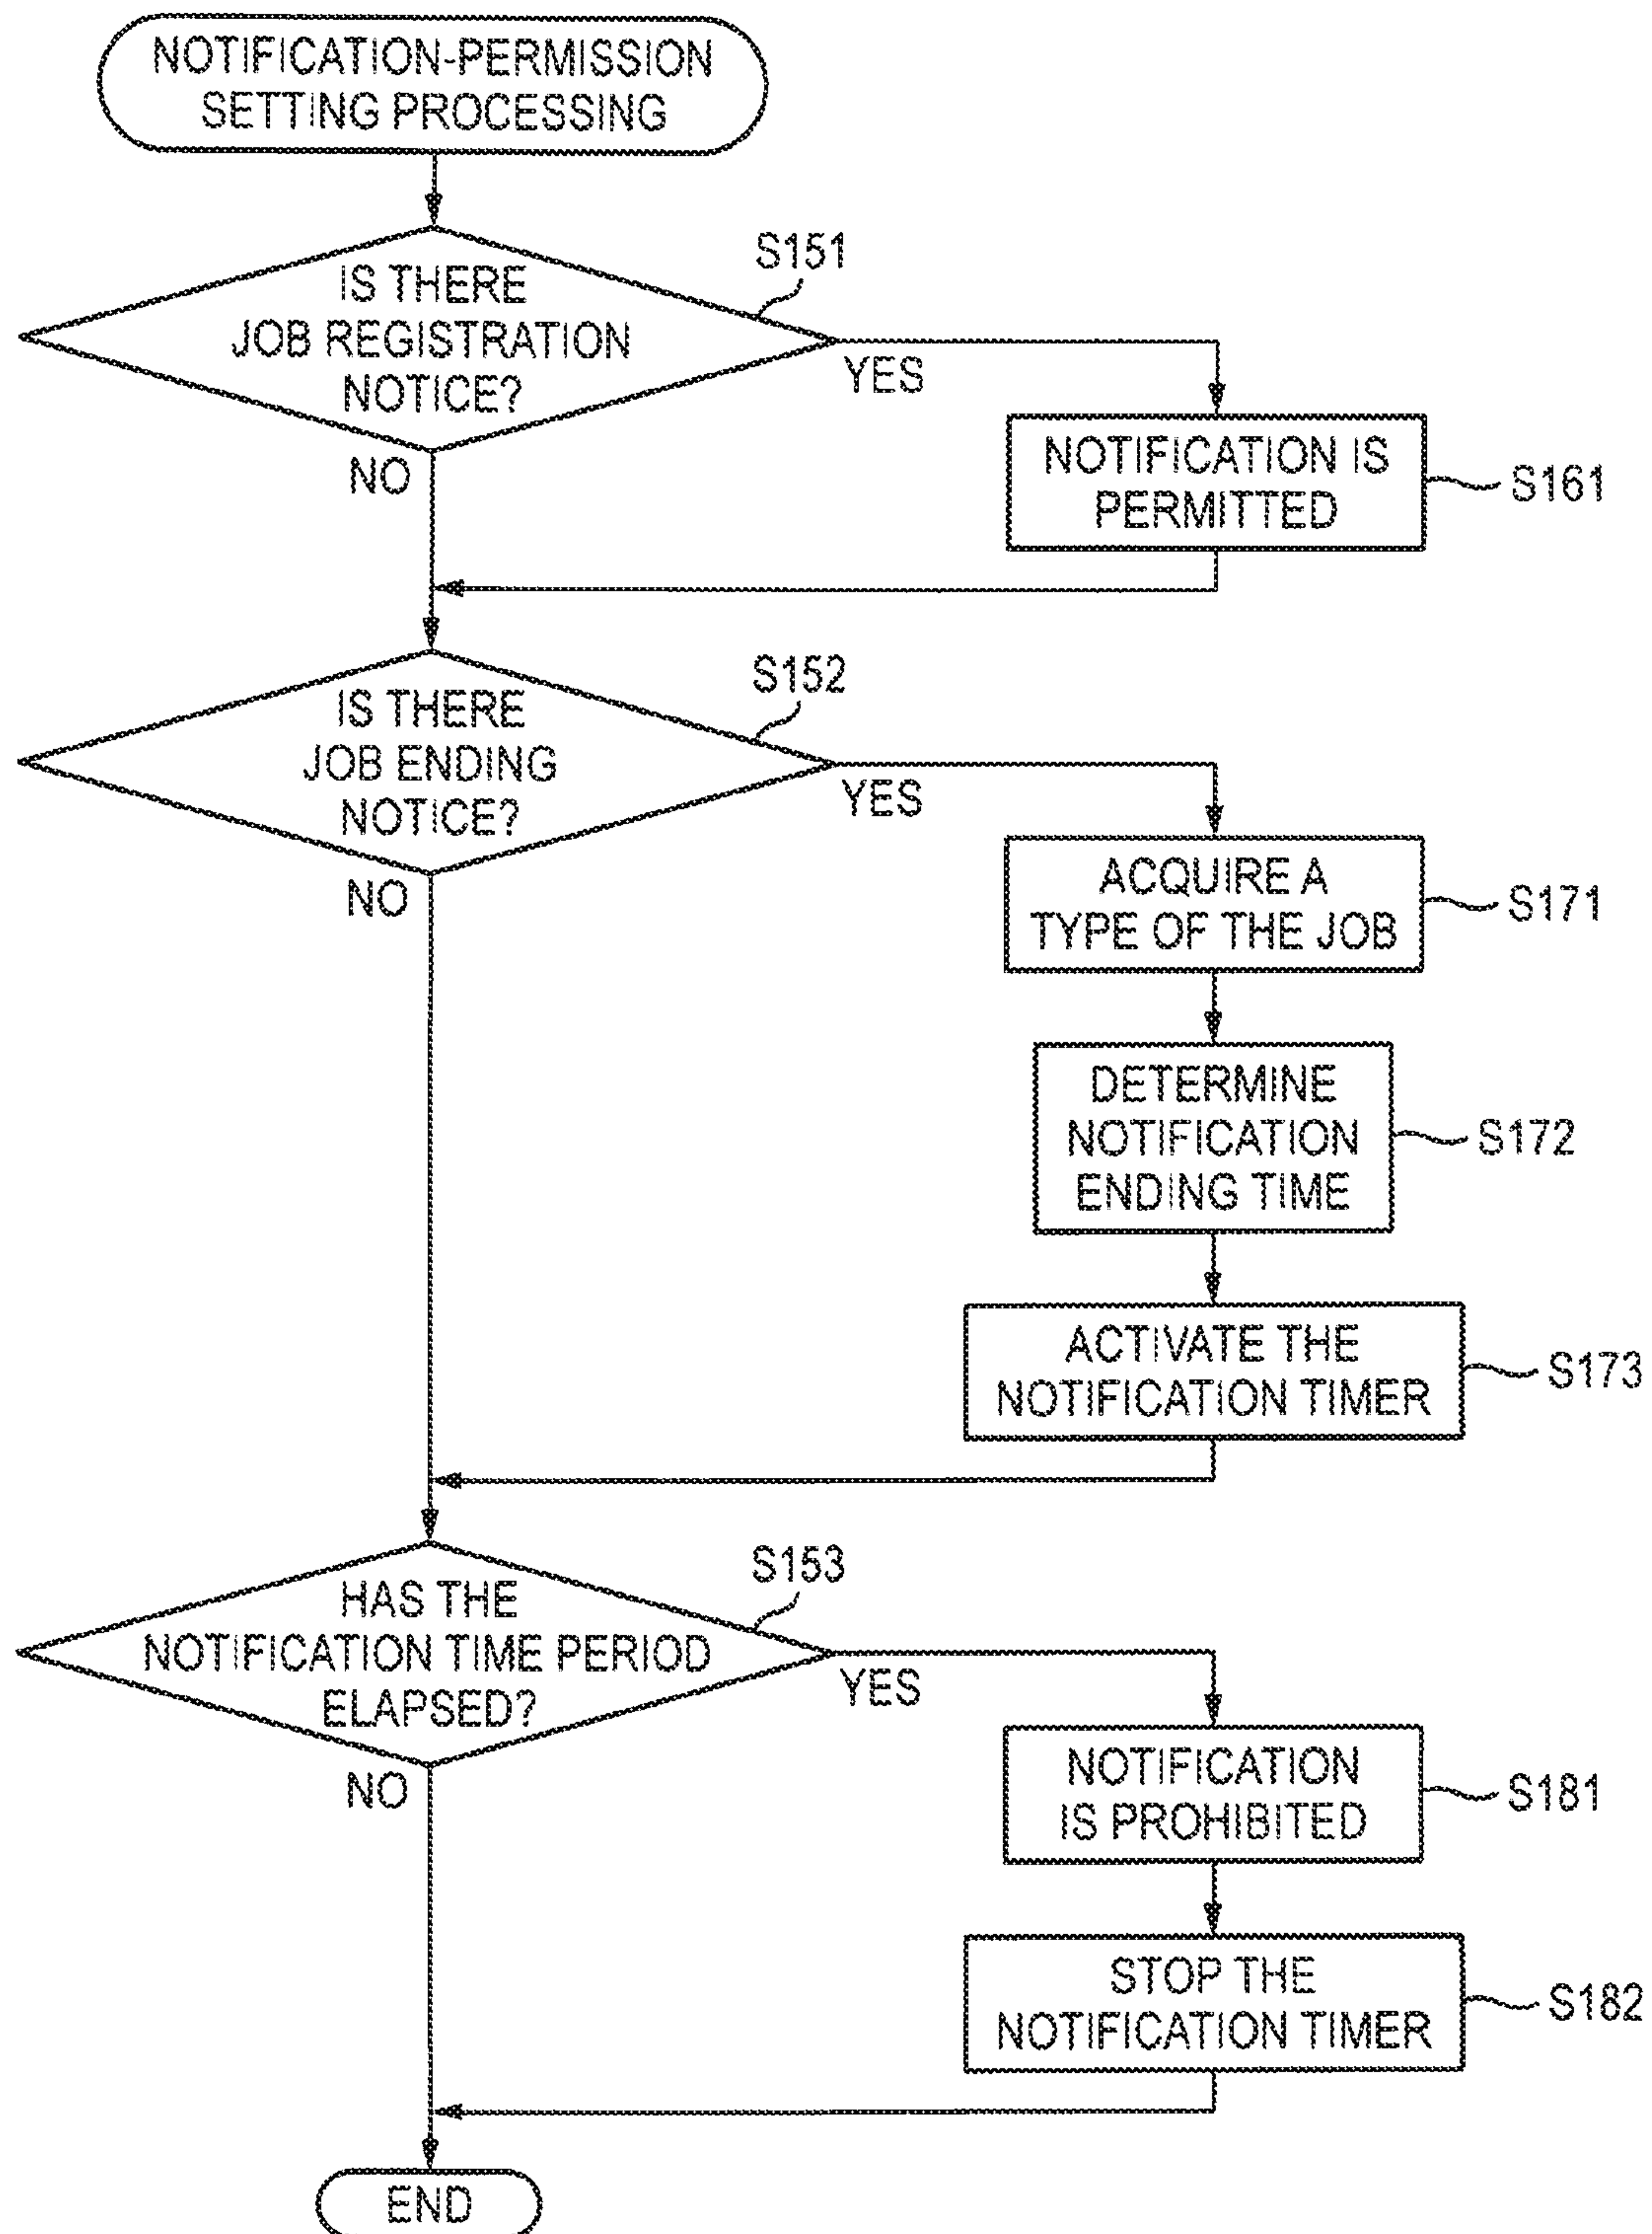 NOTIFICATION-PERMISSION
SETTING PROCESSING
S151
IS THERE
JOB REGISTRATION
NOTICE?
YES
NO
NOTIFICATION IS
PERMITTED
S161
S152
IS THERE
JOB ENDING
NOTICE?
YES
NO
ACQUIRE A
TYPE OF THE JOB
S171
DETERMINE
NOTIFICATION
ENDING TIME
S172
ACTIVATE THE
NOTIFICATION TIMER
S173
S153
HAS THE
NOTIFICATION TIME PERIOD
ELAPSED?
YES
NO
NOTIFICATION
IS PROHIBITED
S181
STOP THE
NOTIFICATION TIMER
S182
END